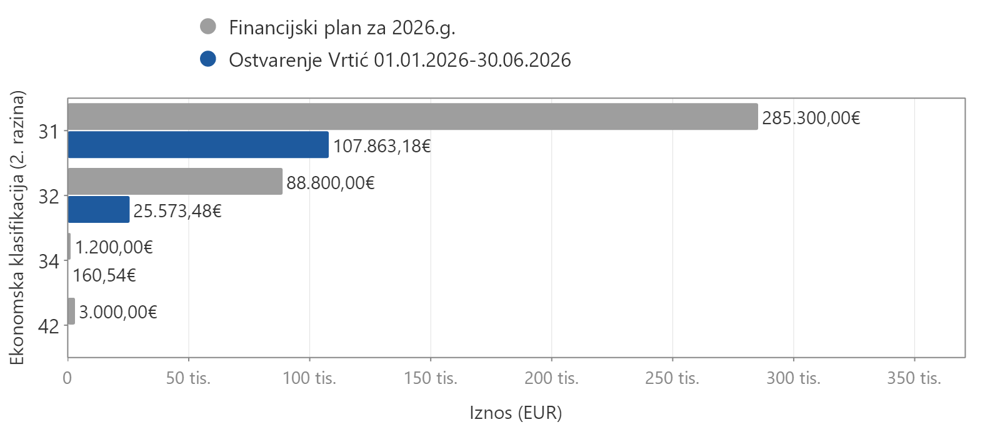 Financijski plan za 2026.g.
Ostvarenje Vrtić 01.01.2026-30.06.2026
Ekonomska klasifikacija (2. razina)
31
285.300,00€
107.863,18€
32
88.800,00€
25.573,48€
34
1.200,00€
160,54€
42
3.000,00€
0
50 tis.
100 tis.
150 tis.
200 tis.
250 tis.
300 tis.
350 tis.
Iznos (EUR)